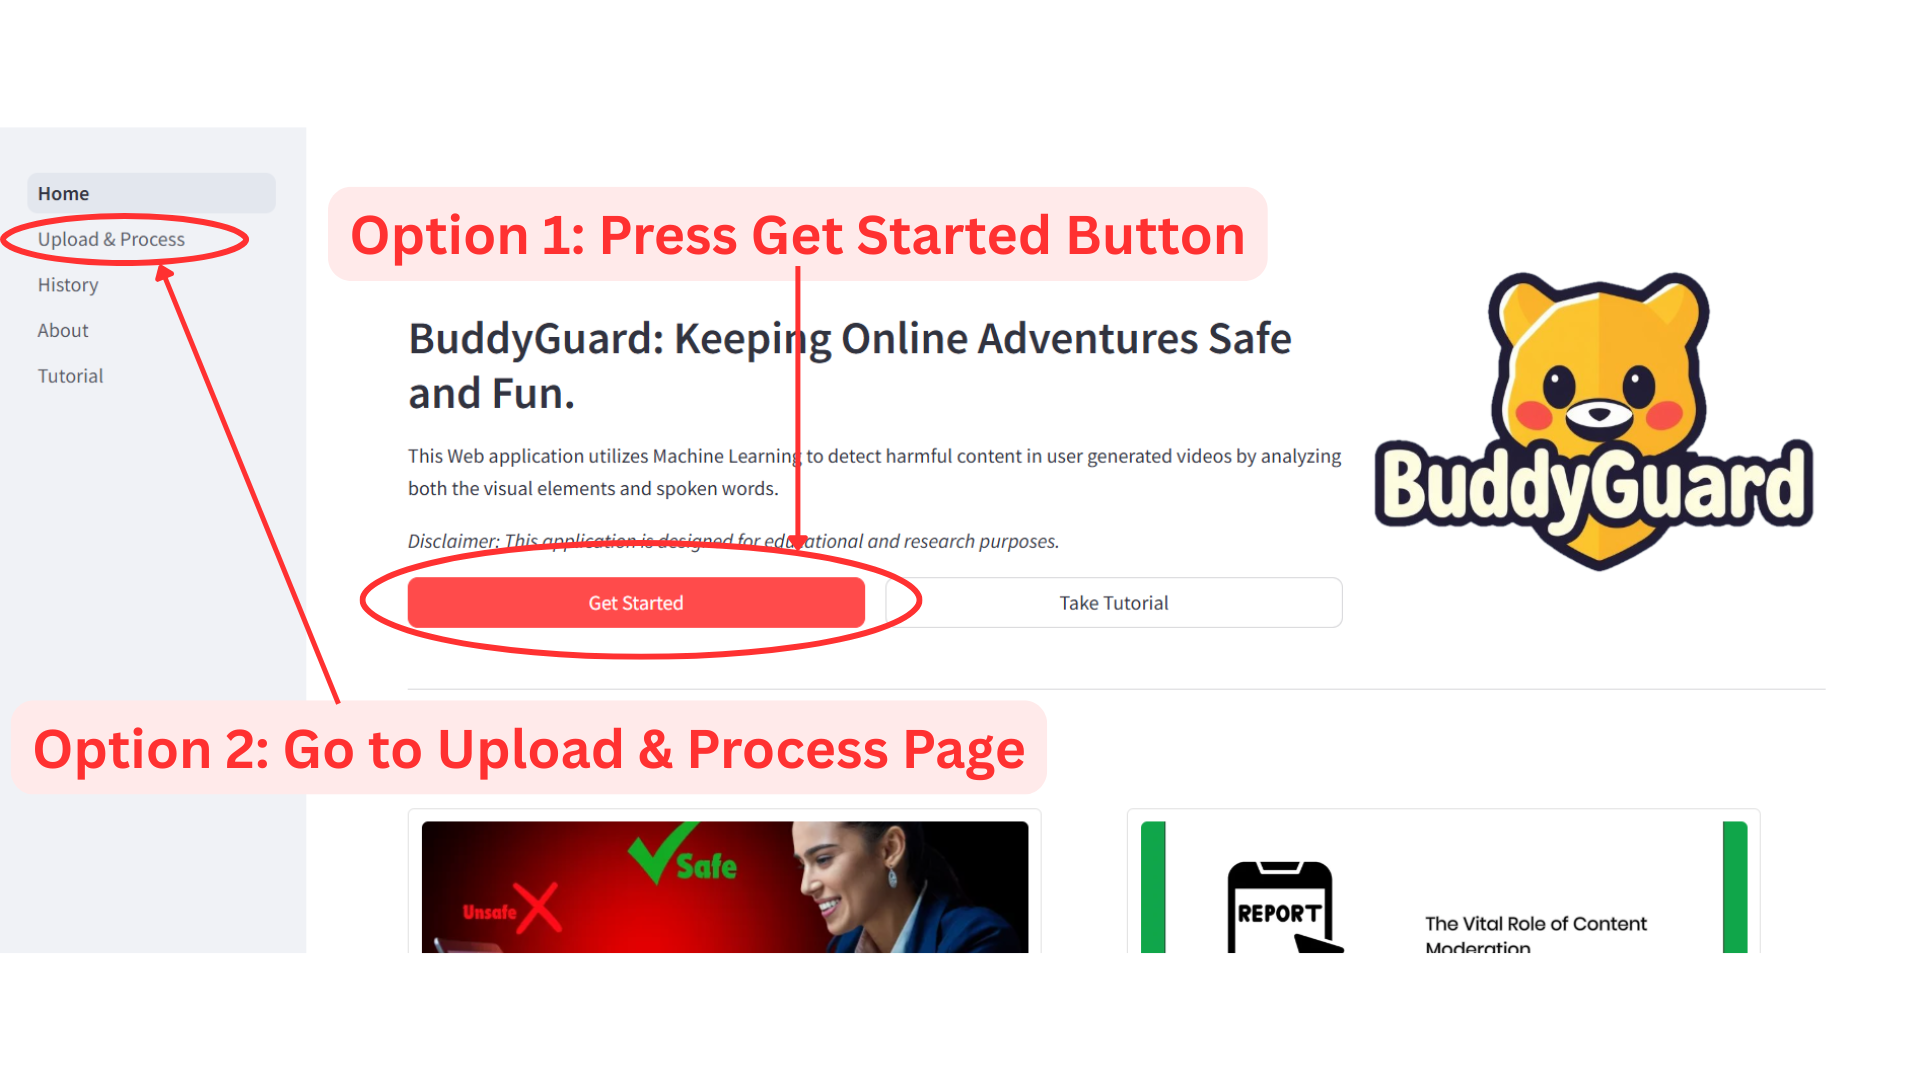 Home
Upload & Process
History
About
Tutorial
Option 1: Press Get Started Button
BuddyGuard: Keeping Online Adventures Safe
and Fun.
This Web application utilizes Machine Learning to detect harmful content in user generated videos by analyzing
both the visual elements and spoken words.
Disclaimer: This application is designed for educational and research purposes.
Get Started
Take Tutorial
BuddyGuard
Option 2: Go to Upload & Process Page
Safe
Unsafe
REPORT
The Vital Role of Content
Moderation